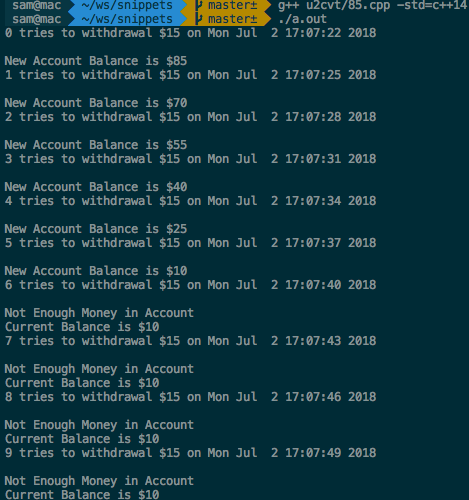 sam@mac ~/ws/snippets master± g++ u2cvt/85.cpp -std=c++14
sam@mac ~/ws/snippets master± ./a.out
0 tries to withdrawal $15 on Mon Jul  2 17:07:22 2018
New Account Balance is $85
1 tries to withdrawal $15 on Mon Jul  2 17:07:25 2018
New Account Balance is $70
2 tries to withdrawal $15 on Mon Jul  2 17:07:28 2018
New Account Balance is $55
3 tries to withdrawal $15 on Mon Jul  2 17:07:31 2018
New Account Balance is $40
4 tries to withdrawal $15 on Mon Jul  2 17:07:34 2018
New Account Balance is $25
5 tries to withdrawal $15 on Mon Jul  2 17:07:37 2018
New Account Balance is $10
6 tries to withdrawal $15 on Mon Jul  2 17:07:40 2018
Not Enough Money in Account
Current Balance is $10
7 tries to withdrawal $15 on Mon Jul  2 17:07:43 2018
Not Enough Money in Account
Current Balance is $10
8 tries to withdrawal $15 on Mon Jul  2 17:07:46 2018
Not Enough Money in Account
Current Balance is $10
9 tries to withdrawal $15 on Mon Jul  2 17:07:49 2018
Not Enough Money in Account
Current Balance is $10